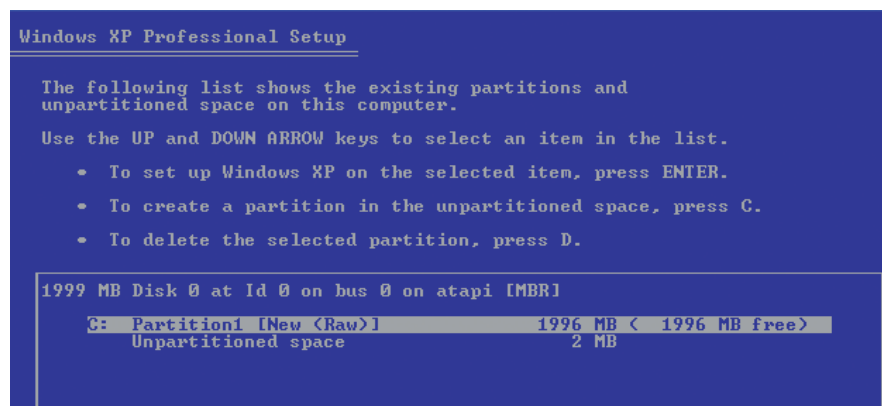 Windows XP Professional Setup
The following list shows the existing partitions and
unpartitioned space on this computer.
Use the UP and DOWN ARROW keys to select an item in the list.
• To set up Windows XP on the selected item, press ENTER.
• To create a partition in the unpartitioned space, press C.
• To delete the selected partition, press D.
1999 MB Disk 0 at Id 0 on bus 0 on atapi [MBR]
C: Partition1 [New (Raw)] 1996 MB ( 1996 MB free)
Unpartitioned space 2 MB